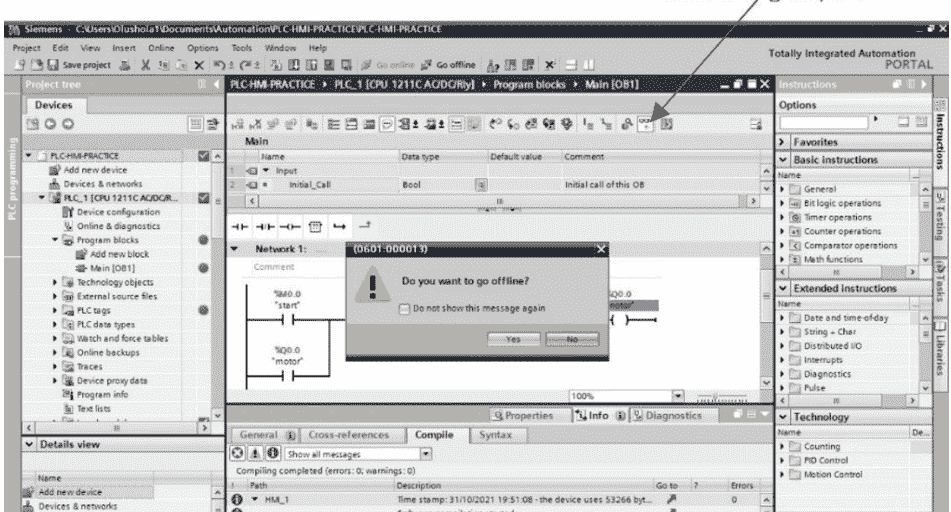 Siemens - C:\Users\Olushola1\Documents\Automation\PLC-HMI-PRACTICE\PLC-HMI-PRACTICE
Project Edit View Insert Online Options Tools Window Help
Save project Go online Go offline
Totally Integrated Automation
PORTAL
Project tree
PLC-HMI-PRACTICE PLC_1 [CPU 1211C AC/DC/Rly] Program blocks Main [OB1]
Instructions
Devices
Options
PLC programming
Main
Name Data type Default value Comment
1 Input
2 Initial_Call Bool Initial call of this OB
PLC-HMI-PRACTICE
Add new device
Devices & networks
PLC_1 [CPU 1211C AC/DC/R...
Device configuration
Online & diagnostics
Program blocks
Add new block
Main [OB1]
Technology objects
External source files
PLC tags
PLC data types
Watch and force tables
Online backups
Traces
Device proxy data
Program info
Text lists
Network 1: ......
Comment
%M0.0
"start"
%Q0.0
"motor"
%Q0.0
"motor"
(0601:000013)
Do you want to go offline?
Do not show this message again
Yes No
100%
Favorites
Basic instructions
Name
General
Bit logic operations
Timer operations
Counter operations
Comparator operations
Math functions
Extended instructions
Name
Date and time-of-day
String + Char
Distributed I/O
Interrupts
Diagnostics
Pulse
Technology
Name De...
Counting
PID Control
Motion Control
Instructions
Testing
Tasks
Libraries
Properties Info Diagnostics
General Cross-references Compile Syntax
Show all messages
Compiling completed (errors: 0; warnings: 0)
! Path Description Go to ? Errors
HMI_1 Time stamp: 31/10/2021 19:51:08 - the device uses 53266 byt... 0
Details view
Name
Add new device
Devices & networks